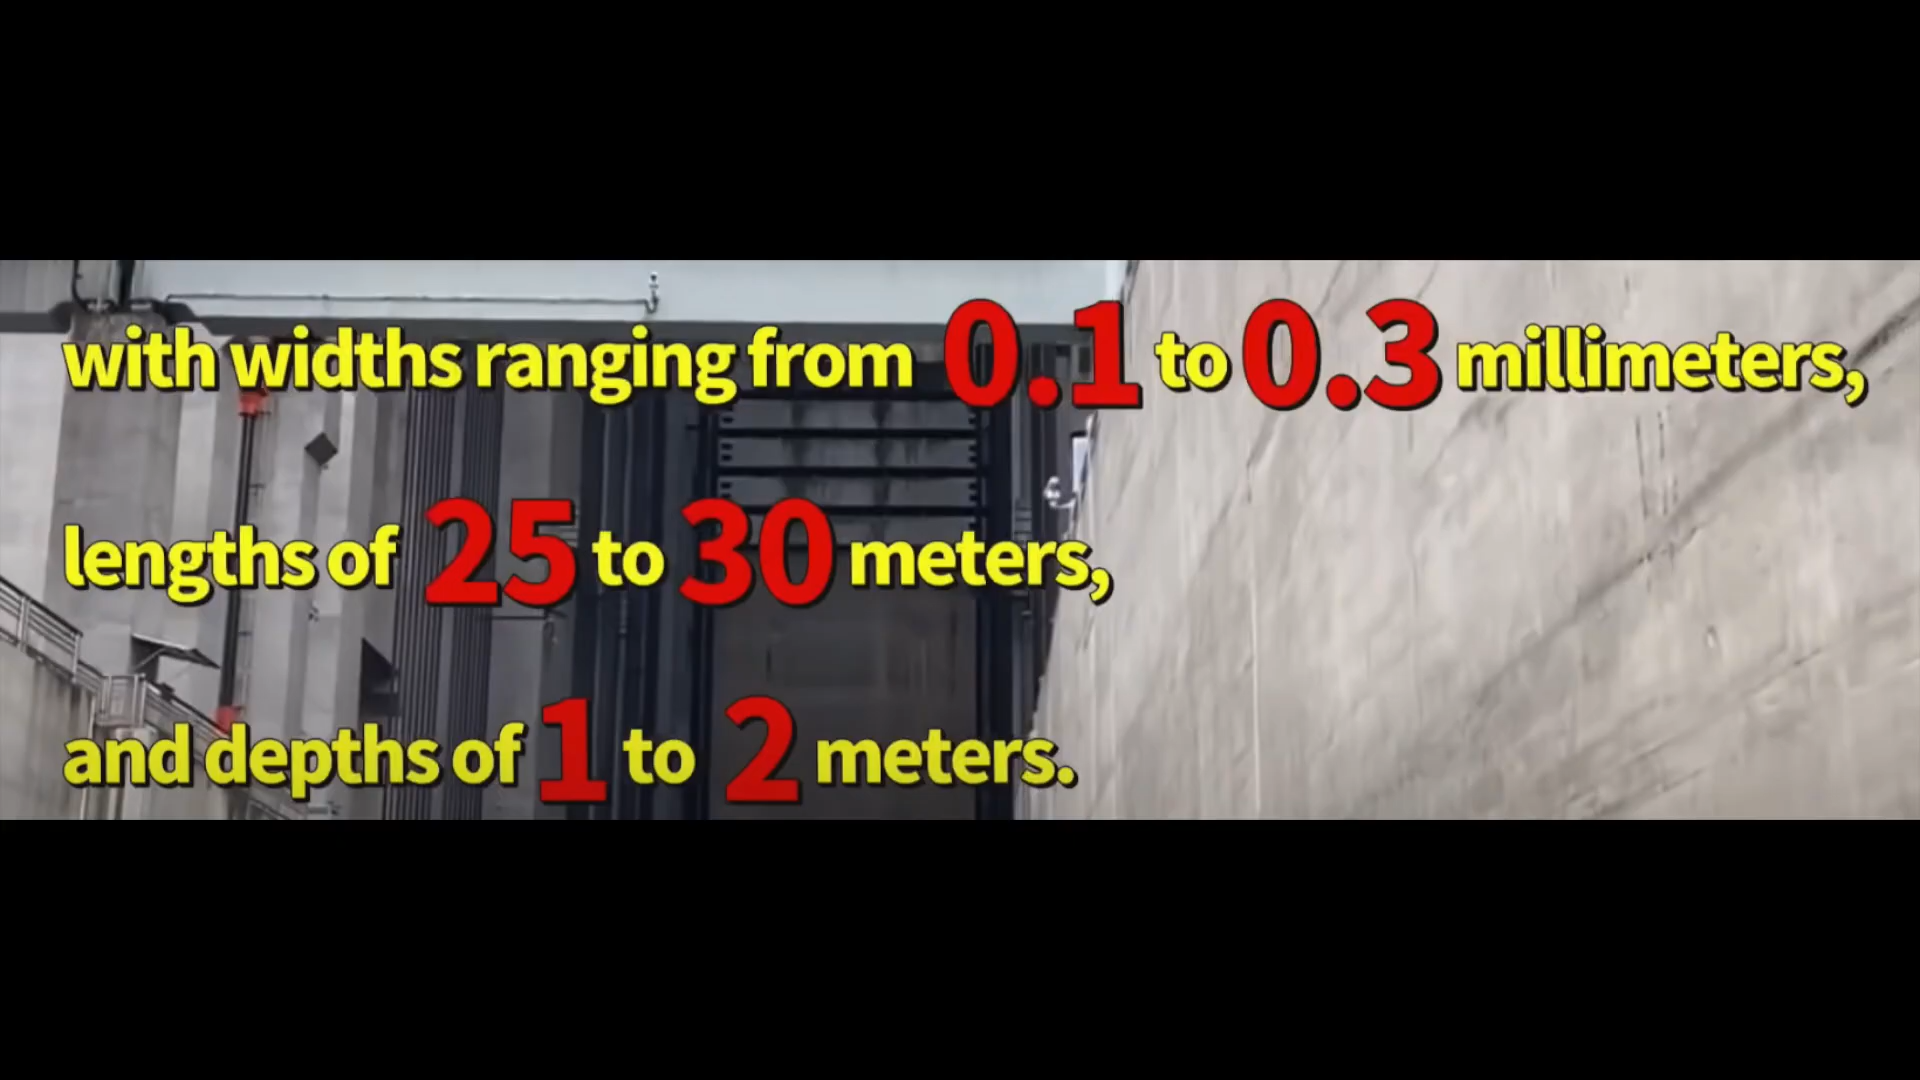 with widths ranging from 0.1 to 0.3 millimeters,
lengths of 25 to 30 meters,
and depths of 1 to 2 meters.